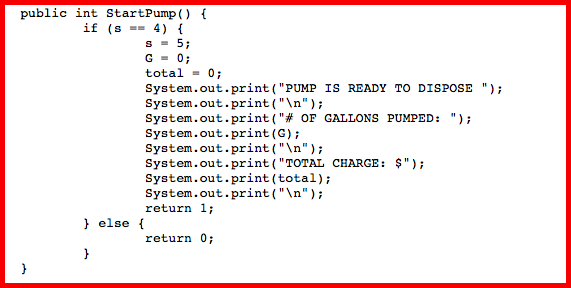 public int StartPump() {
if (s == 4) {
s = 5;
G = 0;
total = 0;
System.out.print("PUMP IS READY TO DISPOSE ");
System.out.print("\n");
System.out.print("# OF GALLONS PUMPED: ");
System.out.print(G);
System.out.print("\n");
System.out.print("TOTAL CHARGE: $");
System.out.print(total);
System.out.print("\n");
return 1;
} else {
return 0;
}
}